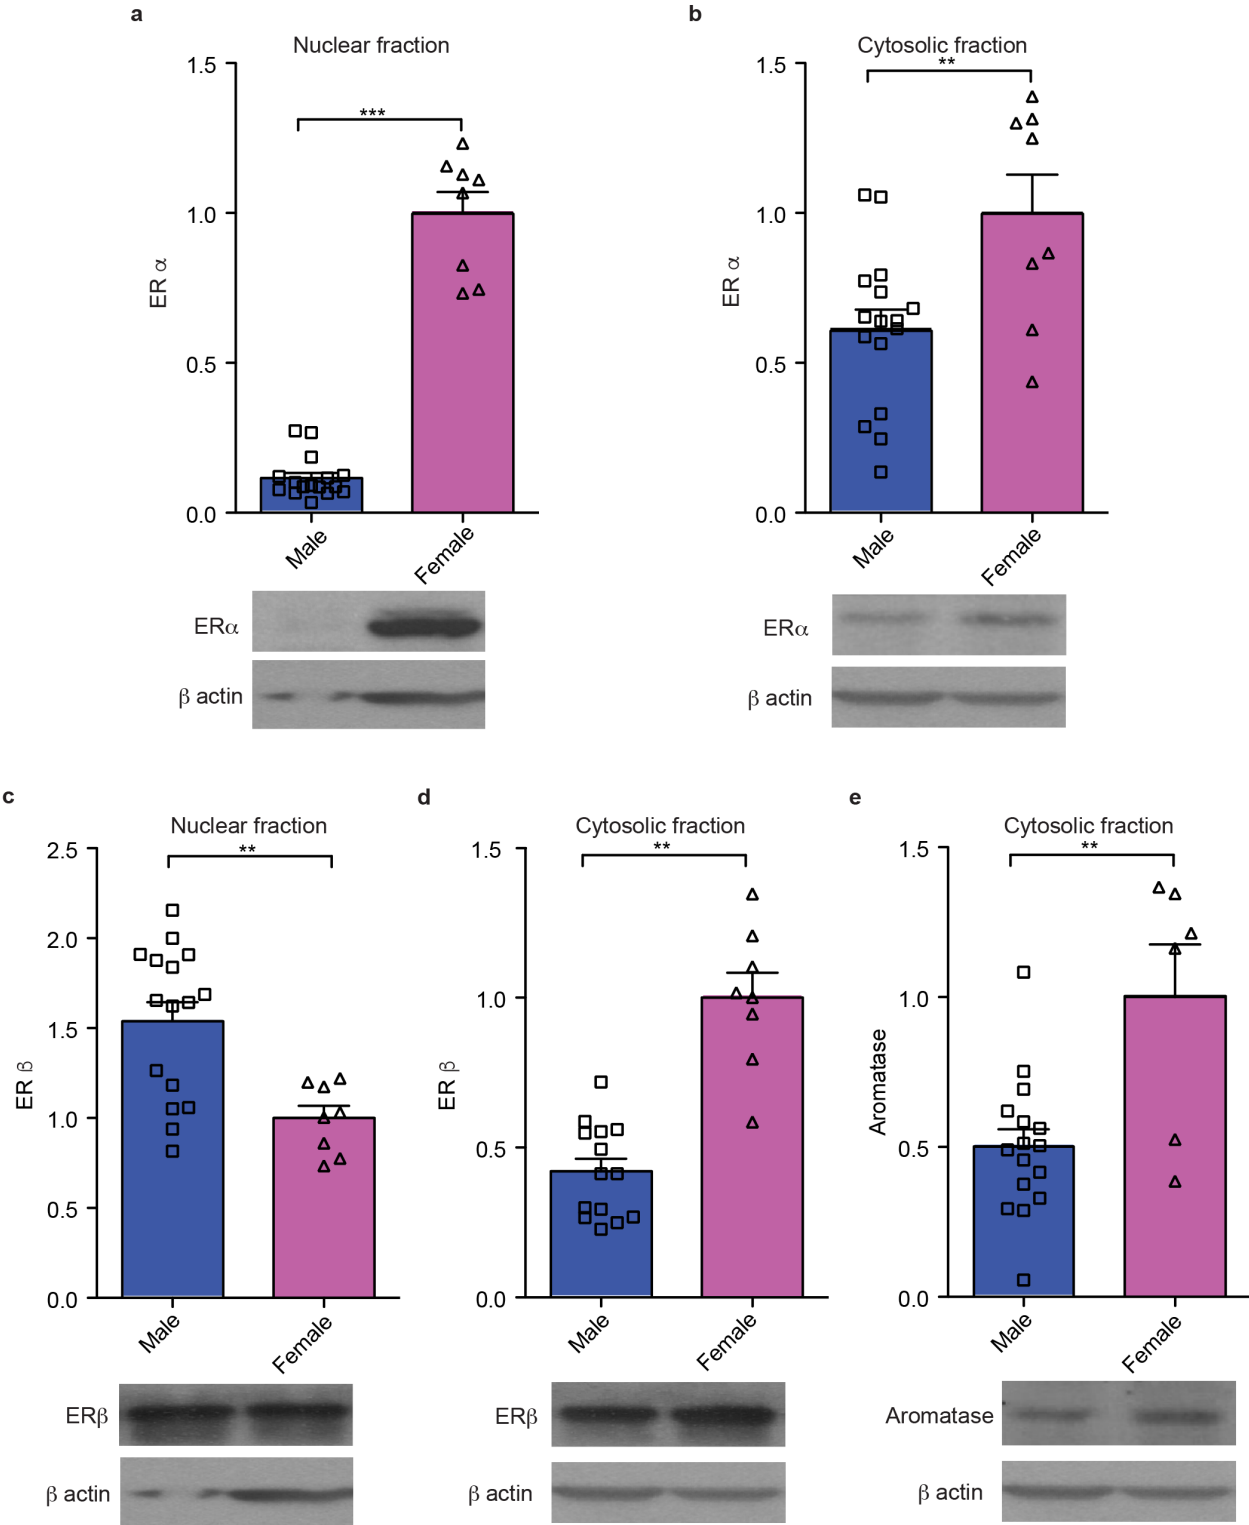 a
Nuclear fraction
1.5
1.0
0.5
0.0
ER α
***
Male
Female
ERα
β actin
b
Cytosolic fraction
1.5
1.0
0.5
0.0
ER α
**
Male
Female
ERα
β actin
c
Nuclear fraction
2.5
2.0
1.5
1.0
0.5
0.0
ER β
**
Male
Female
ERβ
β actin
d
Cytosolic fraction
1.5
1.0
0.5
0.0
ER β
**
Male
Female
ERβ
β actin
e
Cytosolic fraction
1.5
1.0
0.5
0.0
Aromatase
**
Male
Female
Aromatase
β actin